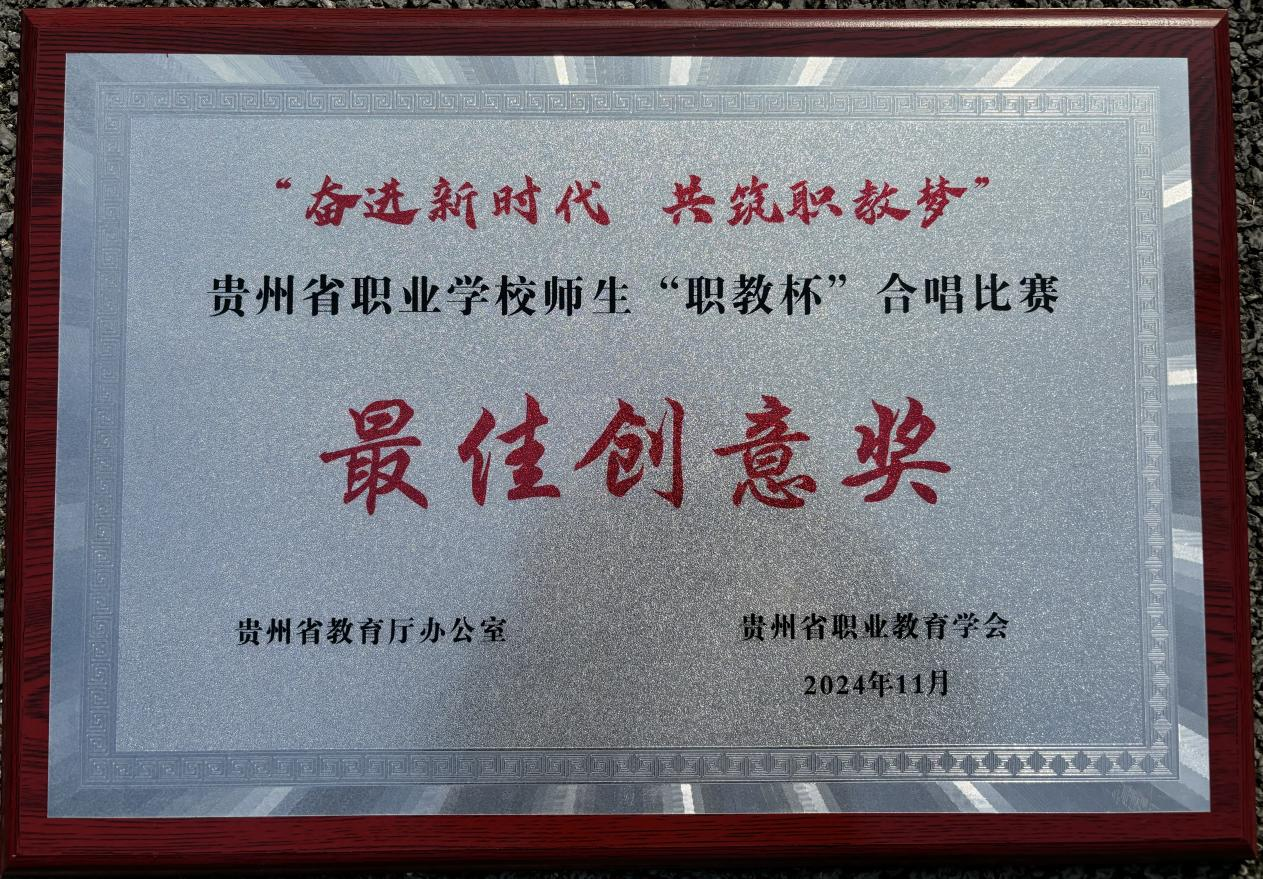 “奋进新时代 共筑职教梦”
贵州省职业学校师生“职教杯”合唱比赛
最佳创意奖
贵州省教育厅办公室 贵州省职业教育学会
2024年11月